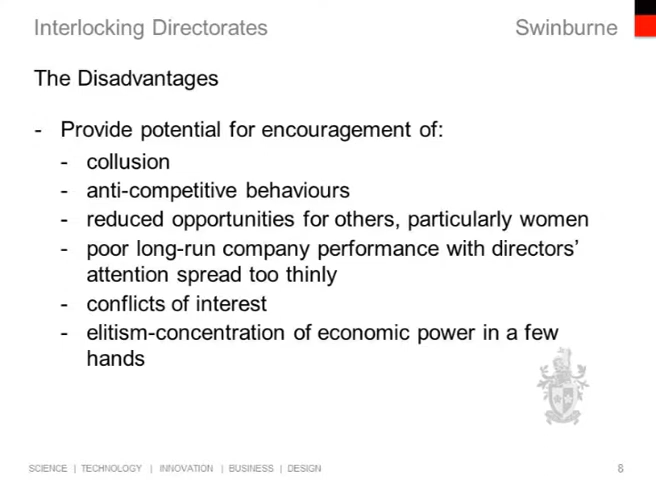 Interlocking Directorates
Swinburne
The Disadvantages
- Provide potential for encouragement of:
- collusion
- anti-competitive behaviours
- reduced opportunities for others, particularly women
- poor long-run company performance with directors'
attention spread too thinly
- conflicts of interest
- elitism-concentration of economic power in a few
hands
SCIENCE | TECHNOLOGY | INNOVATION | BUSINESS | DESIGN
8